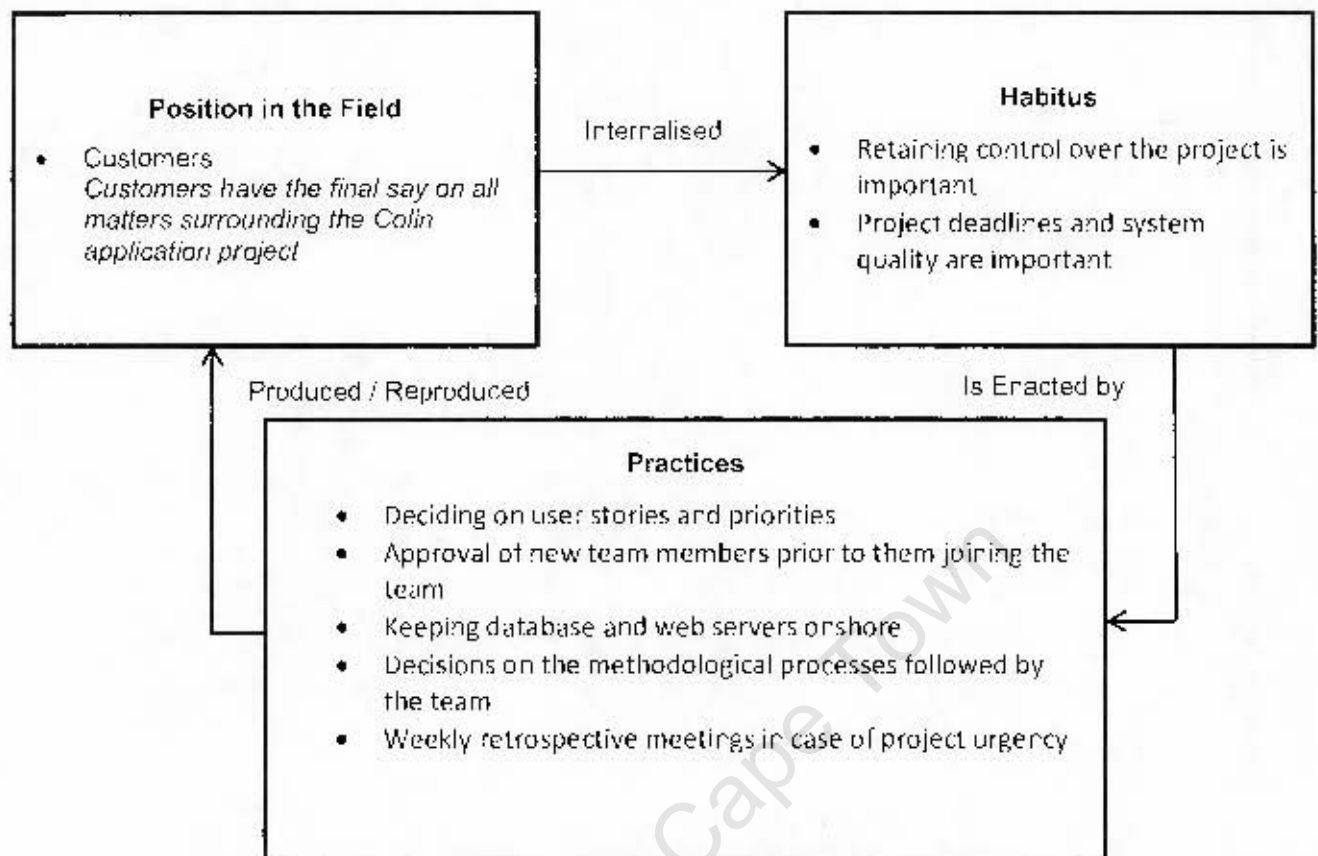 Position in the Field
• Customers
Customers have the final say on all
matters surrounding the Colin
application project
Internalised
Habitus
• Retaining control over the project is
important
• Project deadlines and system
quality are important
Produced / Reproduced
Is Enacted by
Practices
• Deciding on user stories and priorities
• Approval of new team members prior to them joining the
team
• Keeping database and web servers onshore
• Decisions on the methodological processes followed by
the team
• Weekly retrospective meetings in case of project urgency
Cape Town